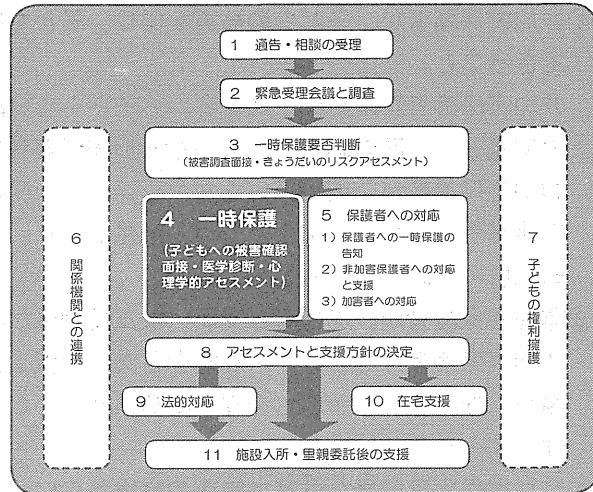 1 通告・相談の受理
2 緊急受理会議と調査
3 一時保護要否判断
(被害調査面接・きょうだいのリスクアセスメント)
4 一時保護
(子どもへの被害確認
面接・医学診断・心
理学的アセスメント)
5 保護者への対応
1) 保護者への一時保護の
告知
2) 非加害保護者への対応
と支援
3) 加害者への対応
6 関係機関との連携
7 子どもの権利擁護
8 アセスメントと支援方針の決定
9 法的対応
10 在宅支援
11 施設入所・里親委託後の支援